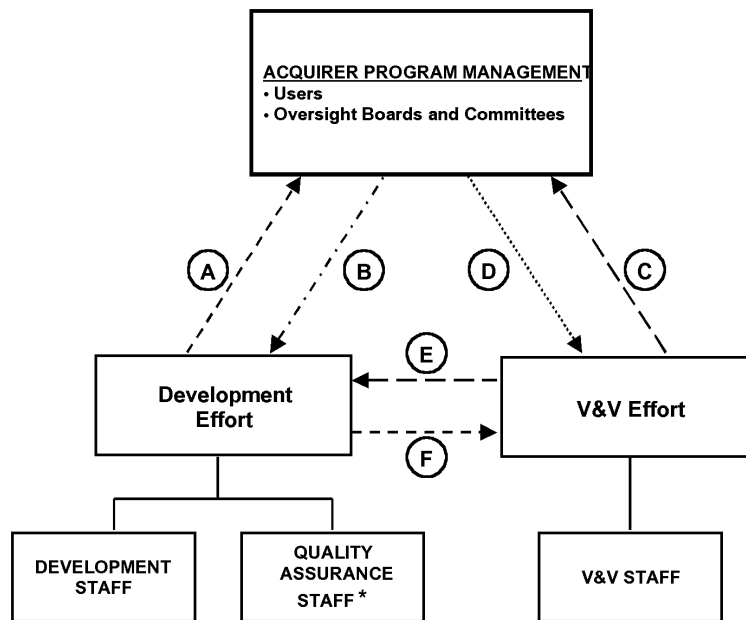 ACQUIRER PROGRAM MANAGEMENT
• Users
• Oversight Boards and Committees
A
B
D
C
E
Development
Effort
V&V Effort
F
DEVELOPMENT
STAFF
QUALITY
ASSURANCE
STAFF *
V&V STAFF